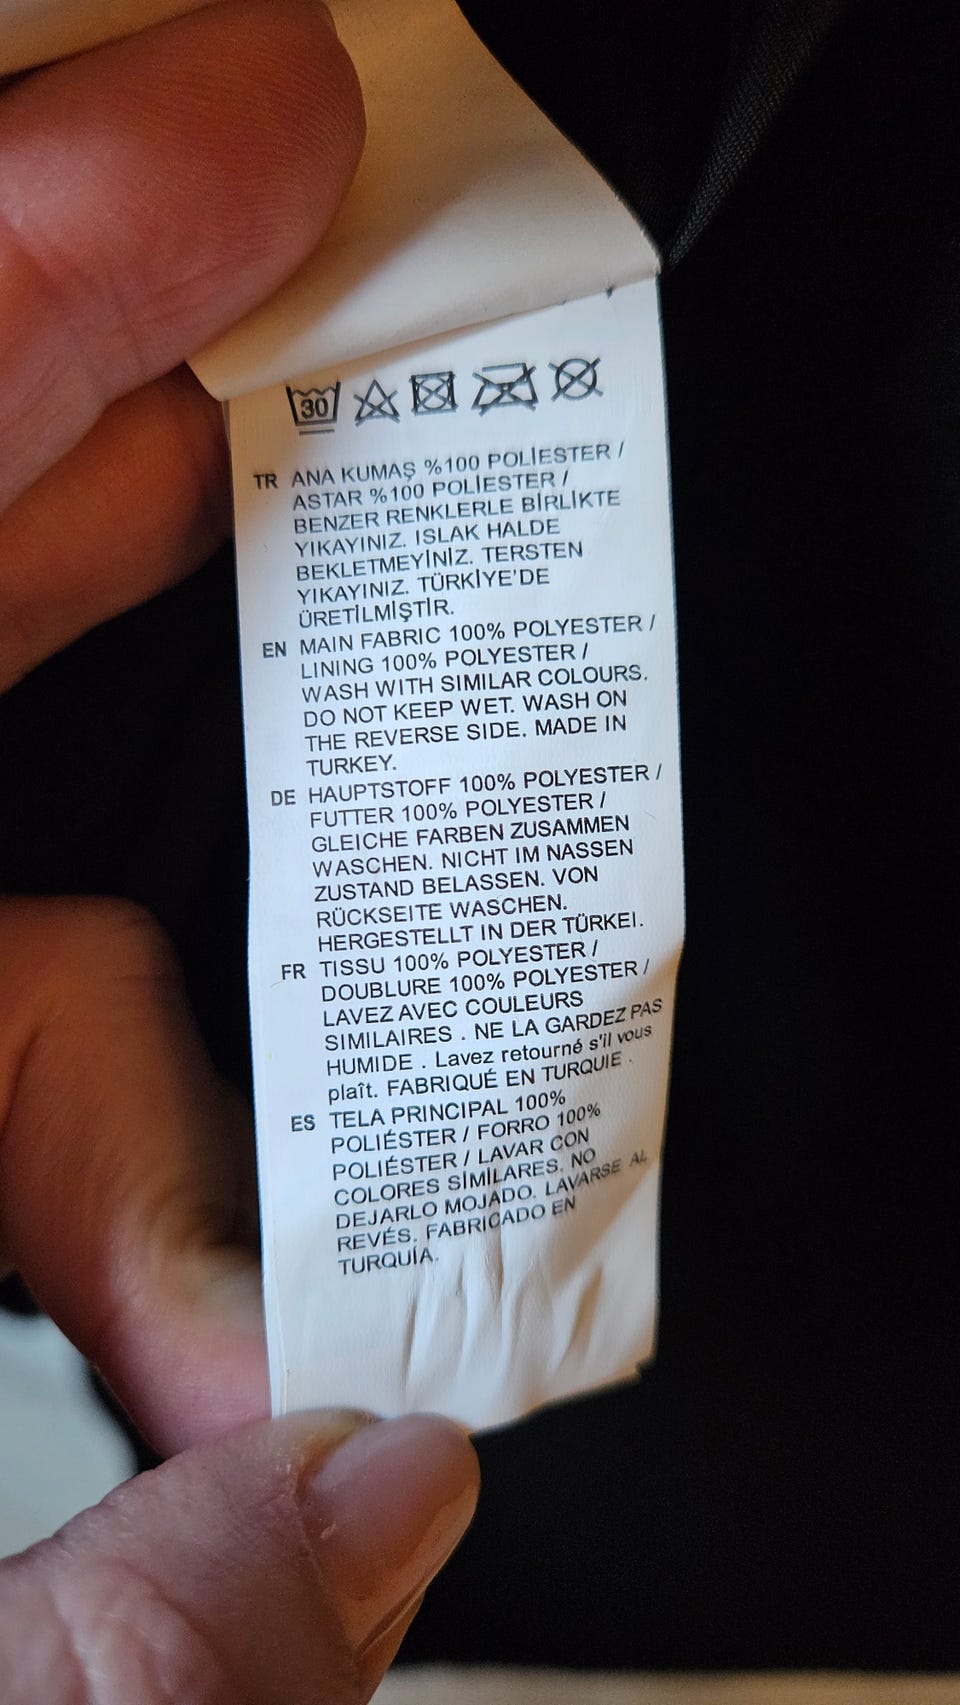 30
TR ANA KUMAŞ %100 POLİESTER /
ASTAR %100 POLİESTER /
BENZER RENKLERLE BİRLİKTE
YIKAYINIZ. ISLAK HALDE
BEKLETMEYİNİZ. TERSTEN
YIKAYINIZ. TÜRKİYE'DE
ÜRETİLMİŞTİR.
EN MAIN FABRIC 100% POLYESTER /
LINING 100% POLYESTER /
WASH WITH SIMILAR COLOURS.
DO NOT KEEP WET. WASH ON
THE REVERSE SIDE. MADE IN
TURKEY.
DE HAUPTSTOFF 100% POLYESTER /
FUTTER 100% POLYESTER /
GLEICHE FARBEN ZUSAMMEN
WASCHEN. NICHT IM NASSEN
ZUSTAND BELASSEN. VON
RÜCKSEITE WASCHEN.
HERGESTELLT IN DER TÜRKEI.
FR TISSU 100% POLYESTER /
DOUBLURE 100% POLYESTER /
LAVEZ AVEC COULEURS
SIMILAIRES . NE LA GARDEZ PAS
HUMIDE . Lavez retourné s'il vous
plaît. FABRIQUÉ EN TURQUIE .
ES TELA PRINCIPAL 100%
POLIÉSTER / FORRO 100%
POLIÉSTER / LAVAR CON
COLORES SİMILARES. NO
DEJARLO MOJADO. LAVARSE AL
REVÉS. FABRICADO EN
TURQUÍA.